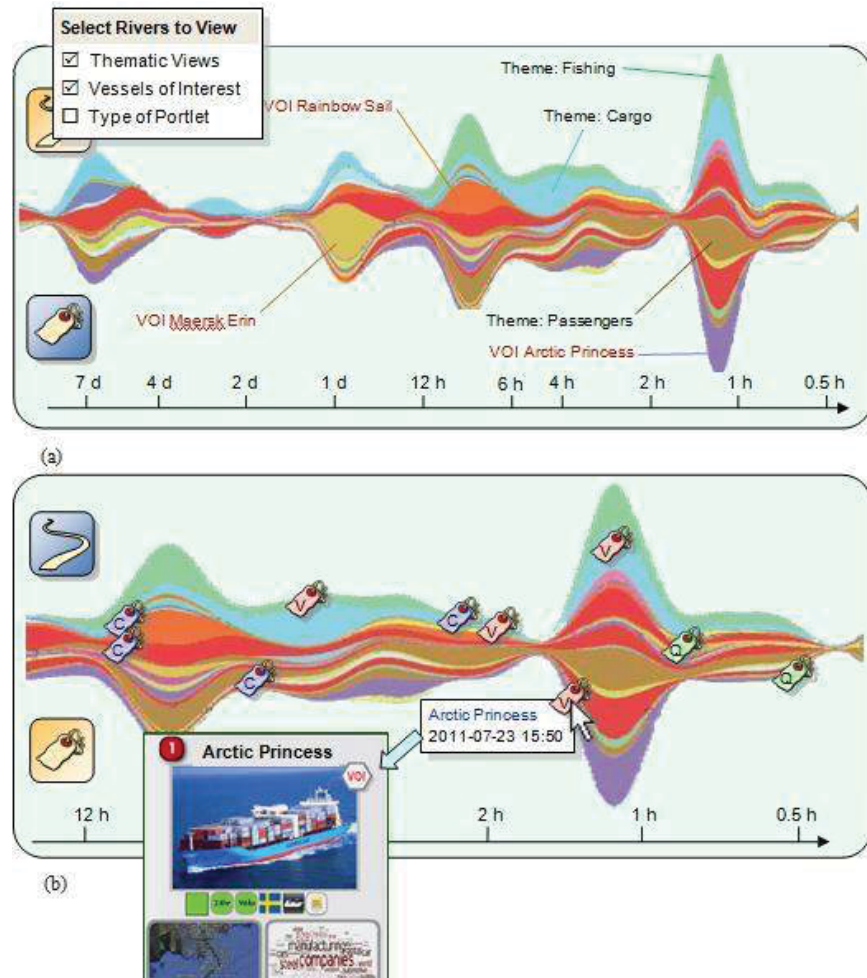 Select Rivers to View
Thematic Views
Vessels of Interest
Type of Portlet
Theme: Fishing
VOI Rainbow Sail
Theme: Cargo
VOI Maersk Erin
Theme: Passengers
VOI Arctic Princess
7 d 4 d 2 d 1 d 12 h 6 h 4 h 2 h 1 h 0.5 h
(a)
V
C V C V
C Q
C Q
V
Arctic Princess
2011-07-23 15:50
1 Arctic Princess
VOI
12 h 2 h 1 h 0.5 h
(b)
manufacturing
steel companies